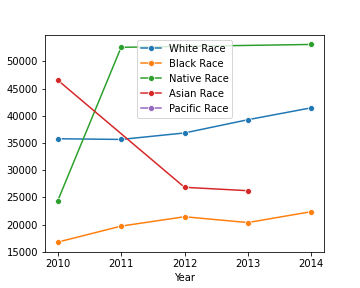 White Race
Black Race
Native Race
Asian Race
Pacific Race
50000
45000
40000
35000
30000
25000
20000
15000
2010 2011 2012 2013 2014
Year